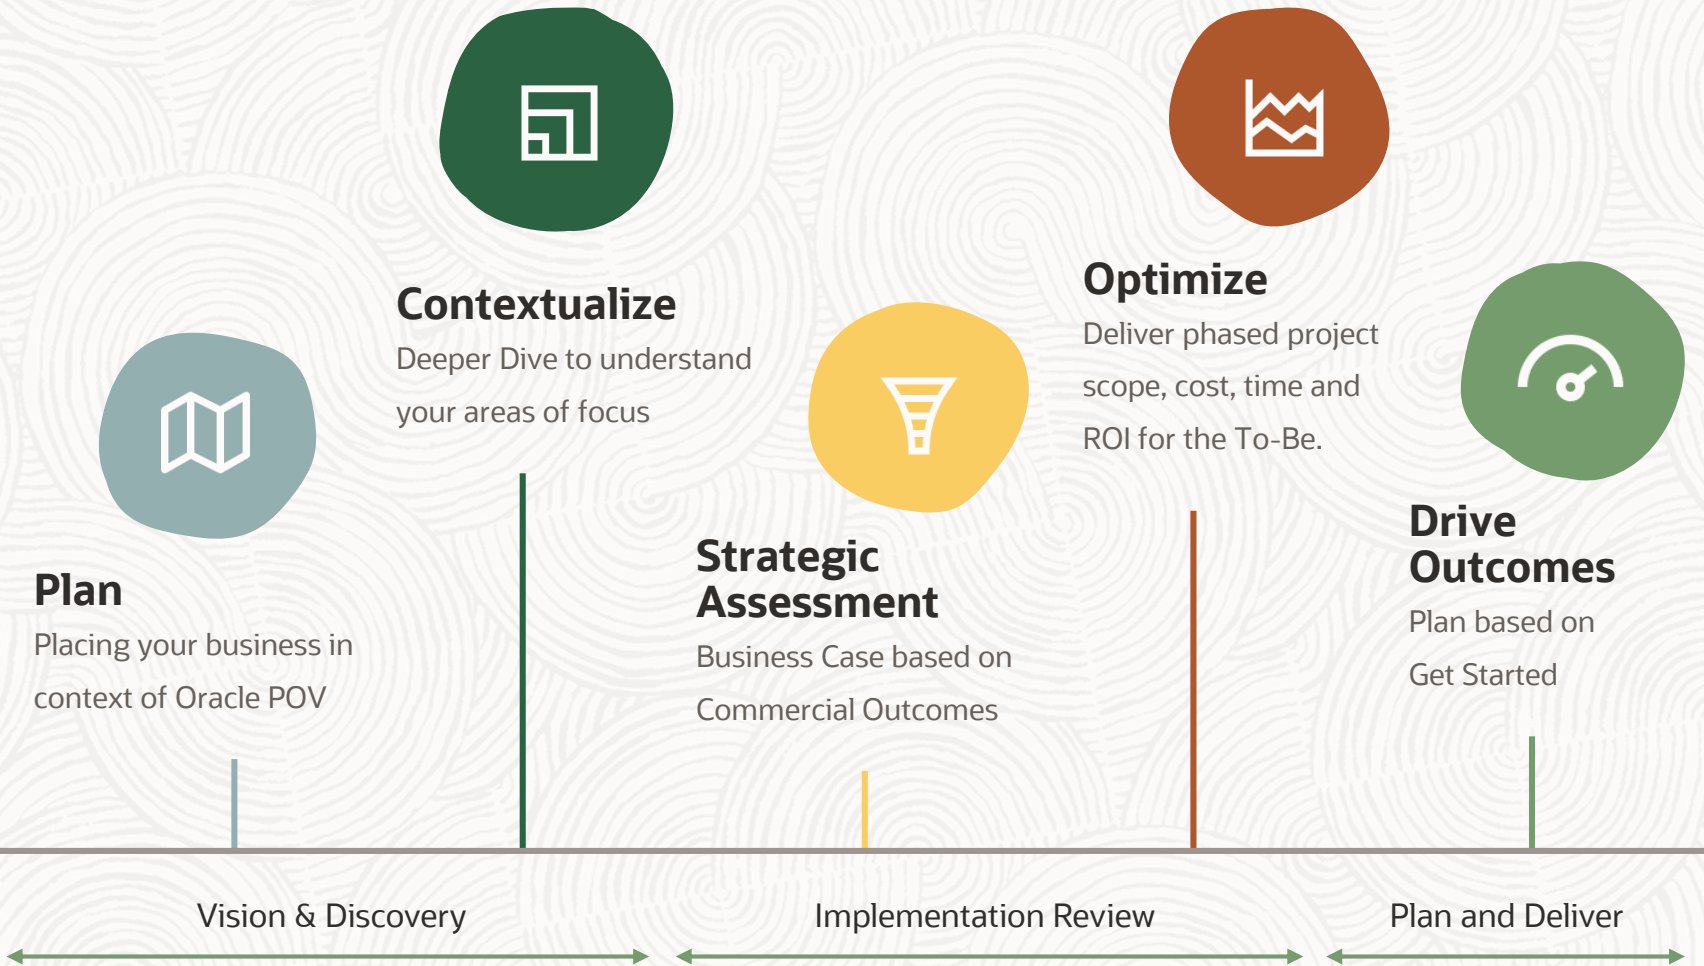 Plan
Placing your business in
context of Oracle POV
Contextualize
Deeper Dive to understand
your areas of focus
Strategic
Assessment
Business Case based on
Commercial Outcomes
Optimize
Deliver phased project
scope, cost, time and
ROI for the To-Be.
Drive
Outcomes
Plan based on
Get Started
Vision & Discovery
Implementation Review
Plan and Deliver